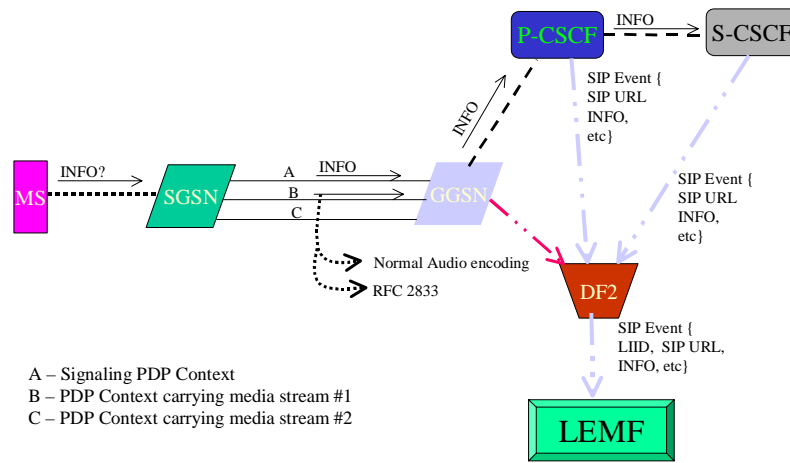 INFO
P-CSCF
INFO
S-CSCF
SIP Event {
SIP URL
INFO,
etc}
INFO
INFO?
MS
SGSN
A
INFO
B
C
GGSN
SIP Event {
SIP URL
INFO,
etc}
Normal Audio encoding
RFC 2833
DF2
SIP Event {
LIID, SIP URL,
INFO, etc}
A – Signaling PDP Context
B – PDP Context carrying media stream #1
C – PDP Context carrying media stream #2
LEMF